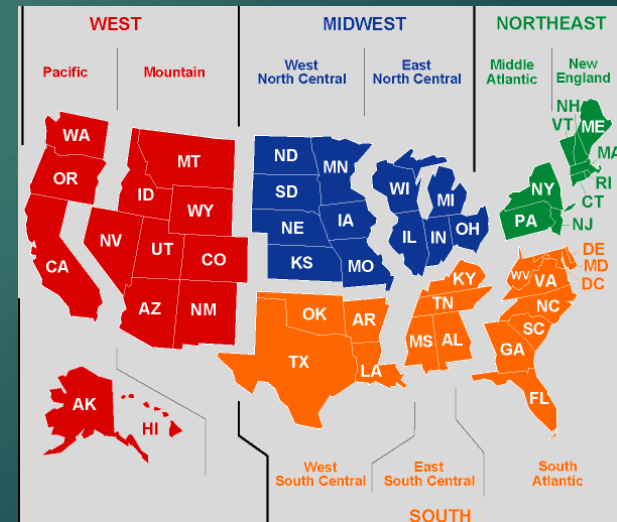 WEST
MIDWEST
NORTHEAST
Pacific
Mountain
West
North Central
East
North Central
Middle
Atlantic
New
England
WA
OR
CA
NV
ID
MT
WY
UT
CO
AZ
NM
AK
HI
ND
SD
NE
KS
MN
IA
MO
WI
MI
IL
IN
OH
NH
VT
ME
MA
RI
CT
NY
PA
NJ
OK
TX
AR
LA
KY
TN
MS
AL
DE
MD
DC
WV
VA
NC
SC
GA
FL
West
South Central
East
South Central
South
Atlantic
SOUTH